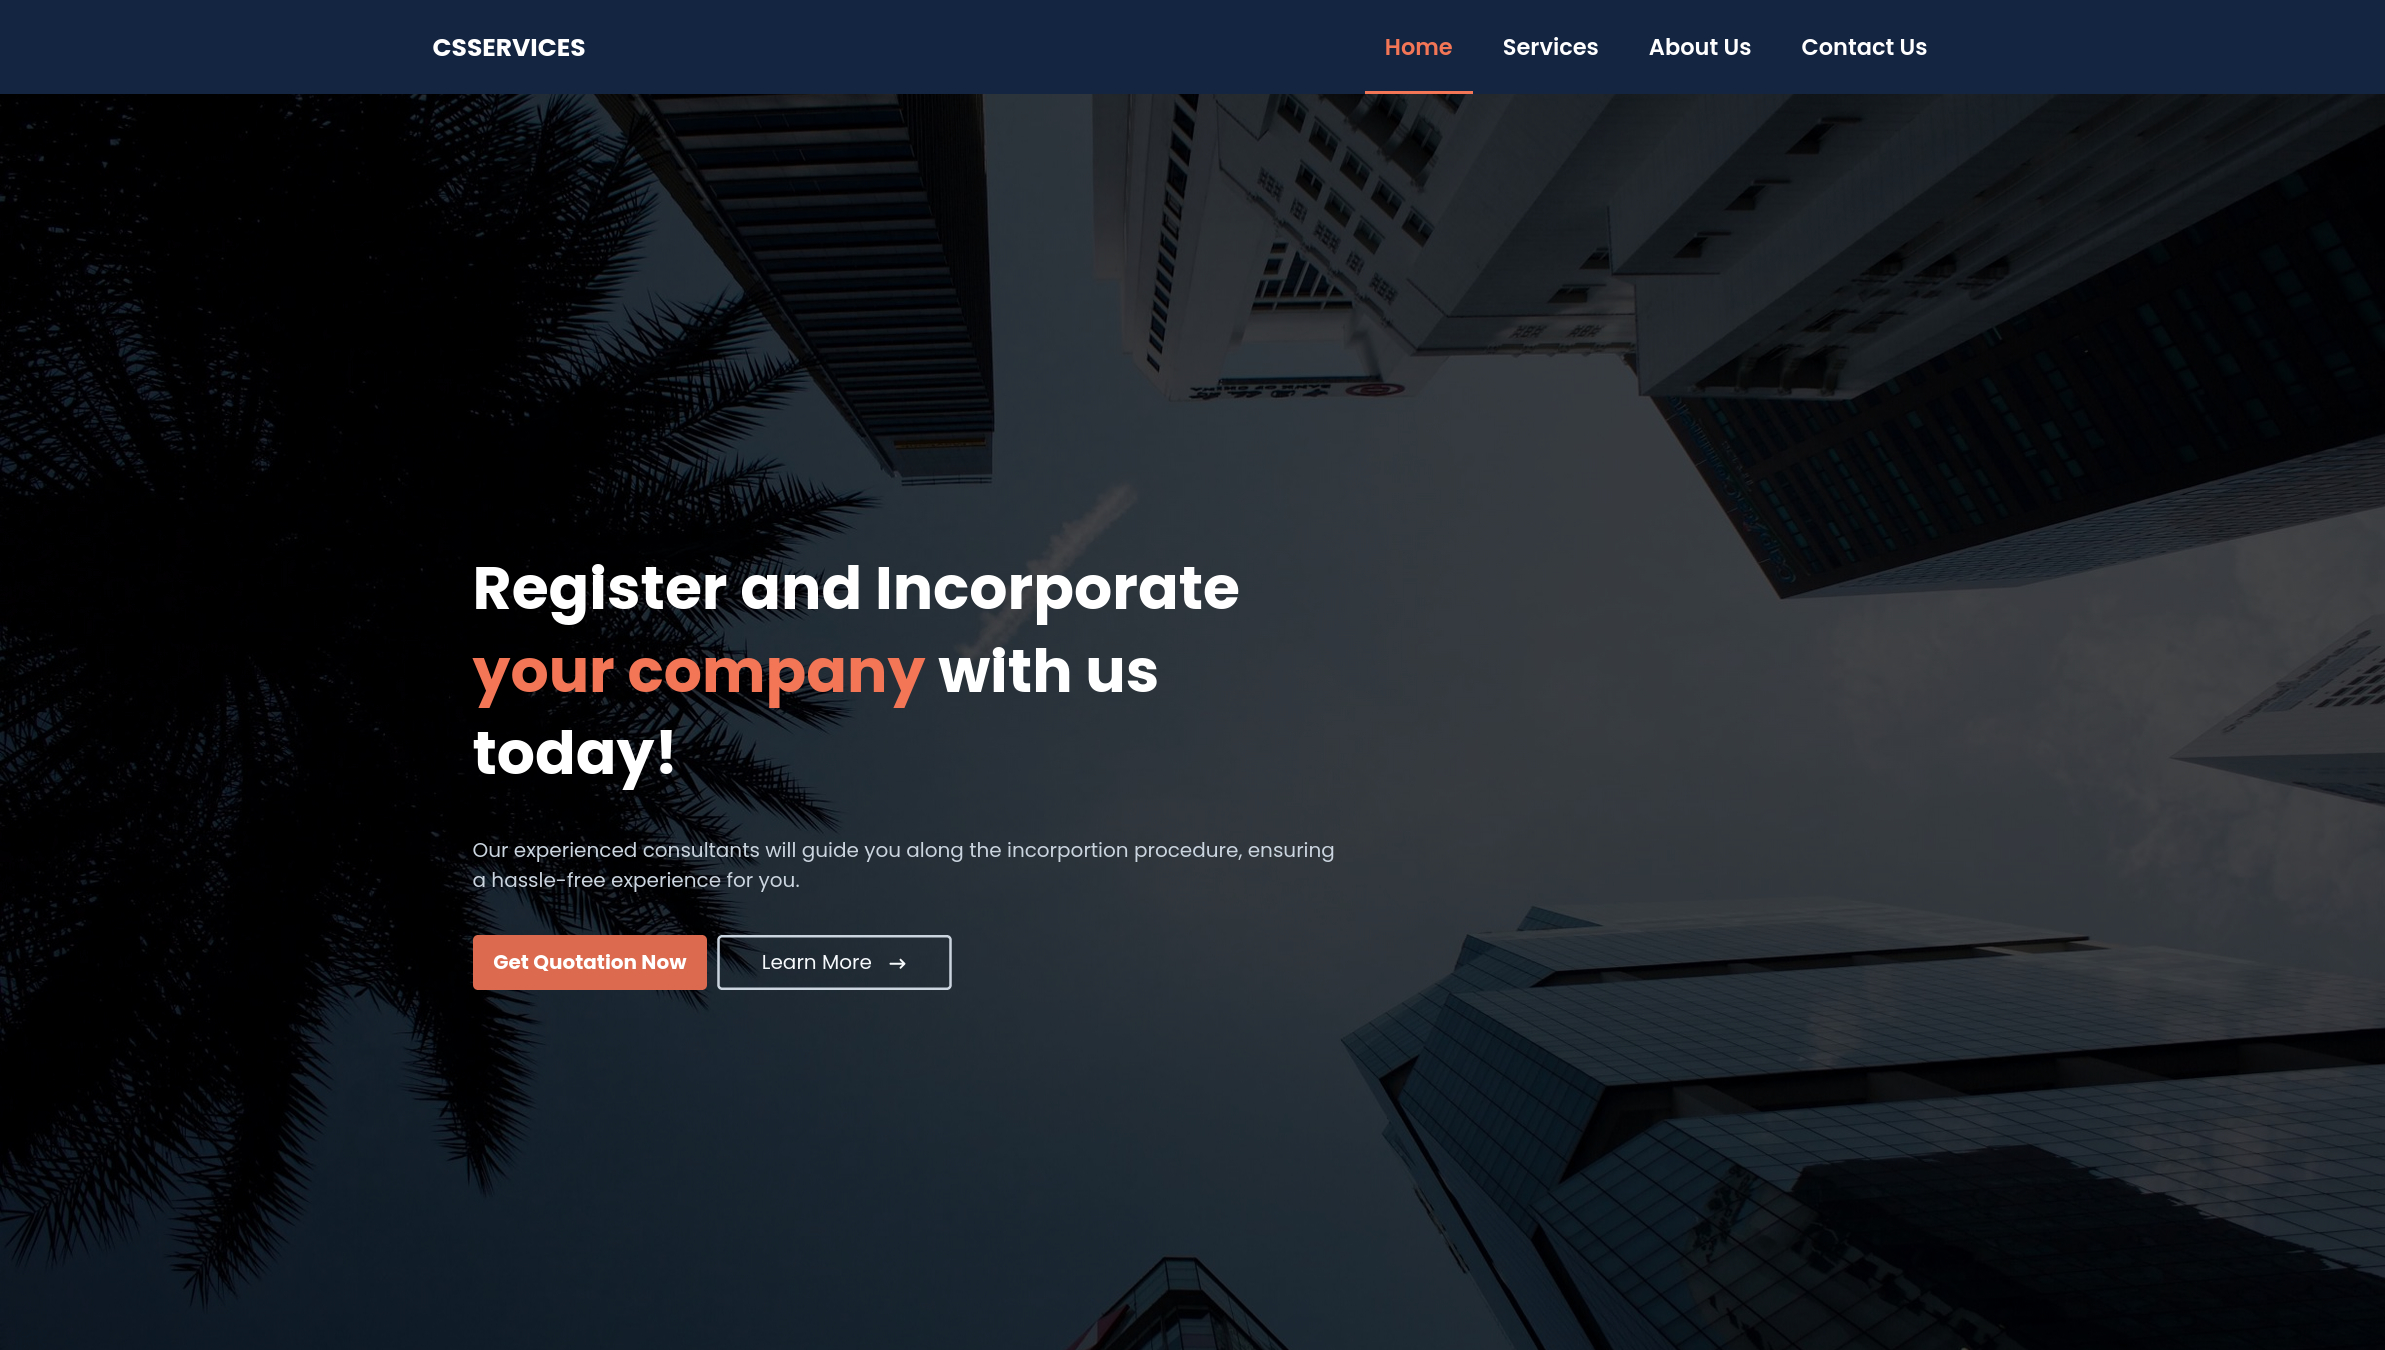 CSSERVICES
Home
Services
About Us
Contact Us
Register and Incorporate
your company with us
today!
Our experienced consultants will guide you along the incorportion procedure, ensuring
a hassle-free experience for you.
Get Quotation Now
Learn More →